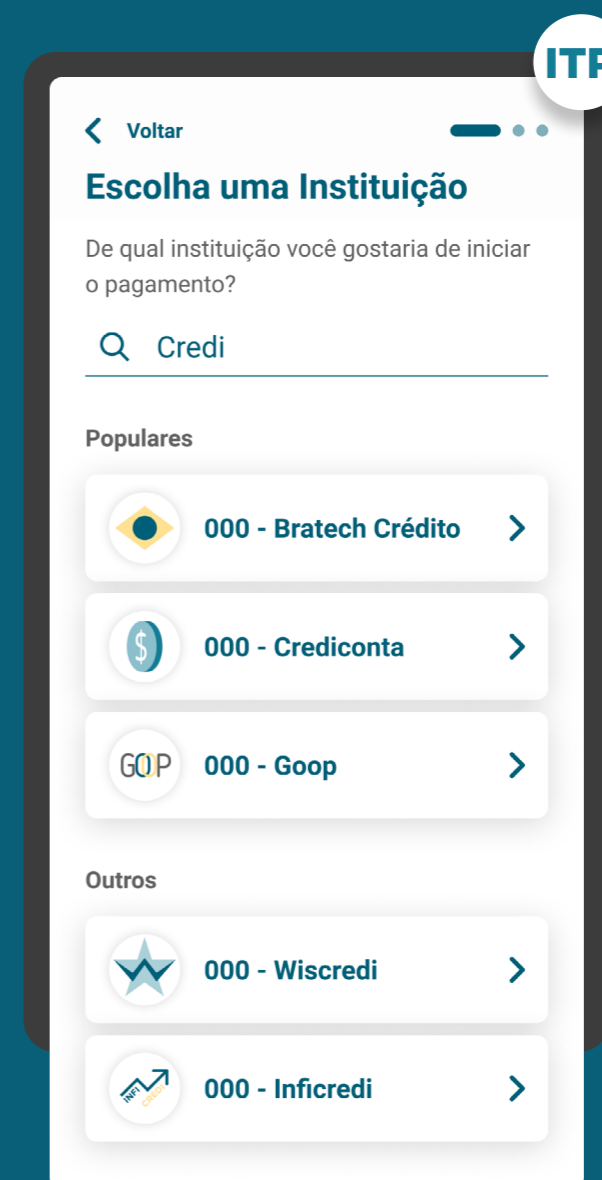 ITP
Voltar
Escolha uma Instituição
De qual instituição você gostaria de iniciar
o pagamento?
Credi
Populares
000 - Bratech Crédito
$
000 - Crediconta
GOOP
000 - Goop
Outros
000 - Wiscredi
INFI
CREDI
000 - Inficredi